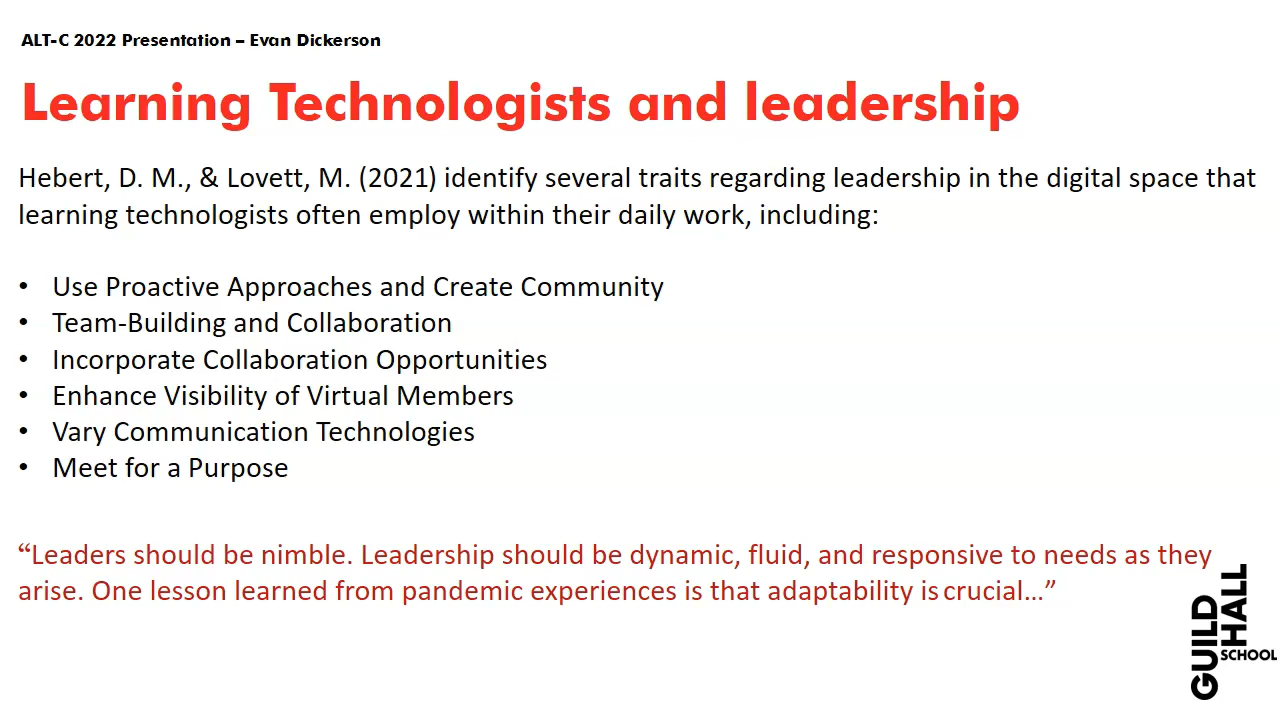 ALT-C 2022 Presentation – Evan Dickerson
Learning Technologists and leadership
Hebert, D. M., & Lovett, M. (2021) identify several traits regarding leadership in the digital space that
learning technologists often employ within their daily work, including:
• Use Proactive Approaches and Create Community
• Team-Building and Collaboration
• Incorporate Collaboration Opportunities
• Enhance Visibility of Virtual Members
• Vary Communication Technologies
• Meet for a Purpose
“Leaders should be nimble. Leadership should be dynamic, fluid, and responsive to needs as they
arise. One lesson learned from pandemic experiences is that adaptability is crucial…”
GUILD
HALL
SCHOOL